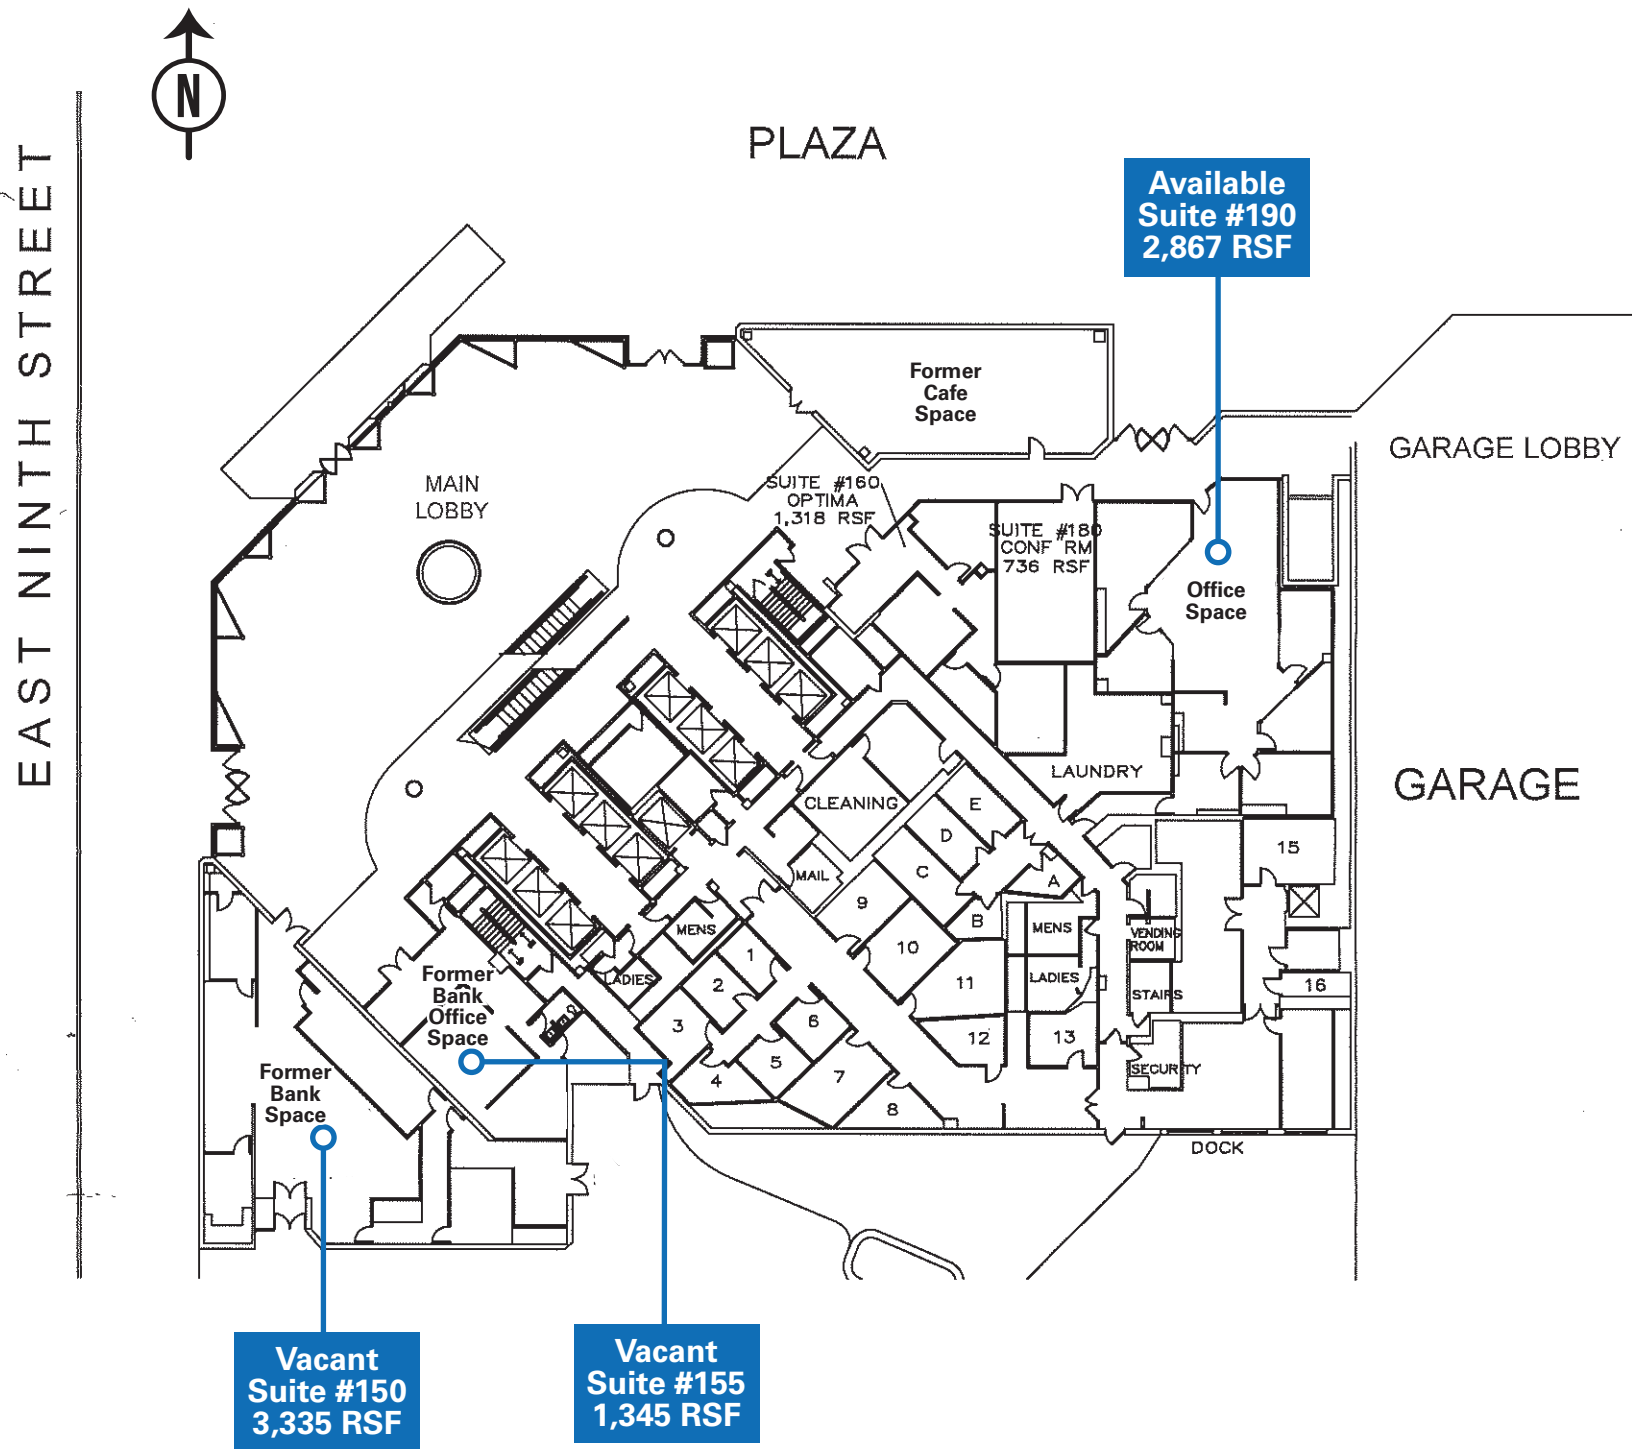 N
EAST NINTH STREET
PLAZA
Available
Suite #190
2,867 RSF
Former
Cafe
Space
GARAGE LOBBY
MAIN
LOBBY
SUITE #160
OPTIMA
1,318 RSF
SUITE #180
CONF RM
736 RSF
Office
Space
LAUNDRY
GARAGE
CLEANING
E
D
C
A
B
MAIL
9
10
11
12
13
15
16
MENS
LADIES
MENS
LADIES
VENDING
ROOM
STAIRS
SECURITY
1
2
3
4
5
6
7
8
DOCK
Former
Bank
Office
Space
Former
Bank
Space
Vacant
Suite #150
3,335 RSF
Vacant
Suite #155
1,345 RSF